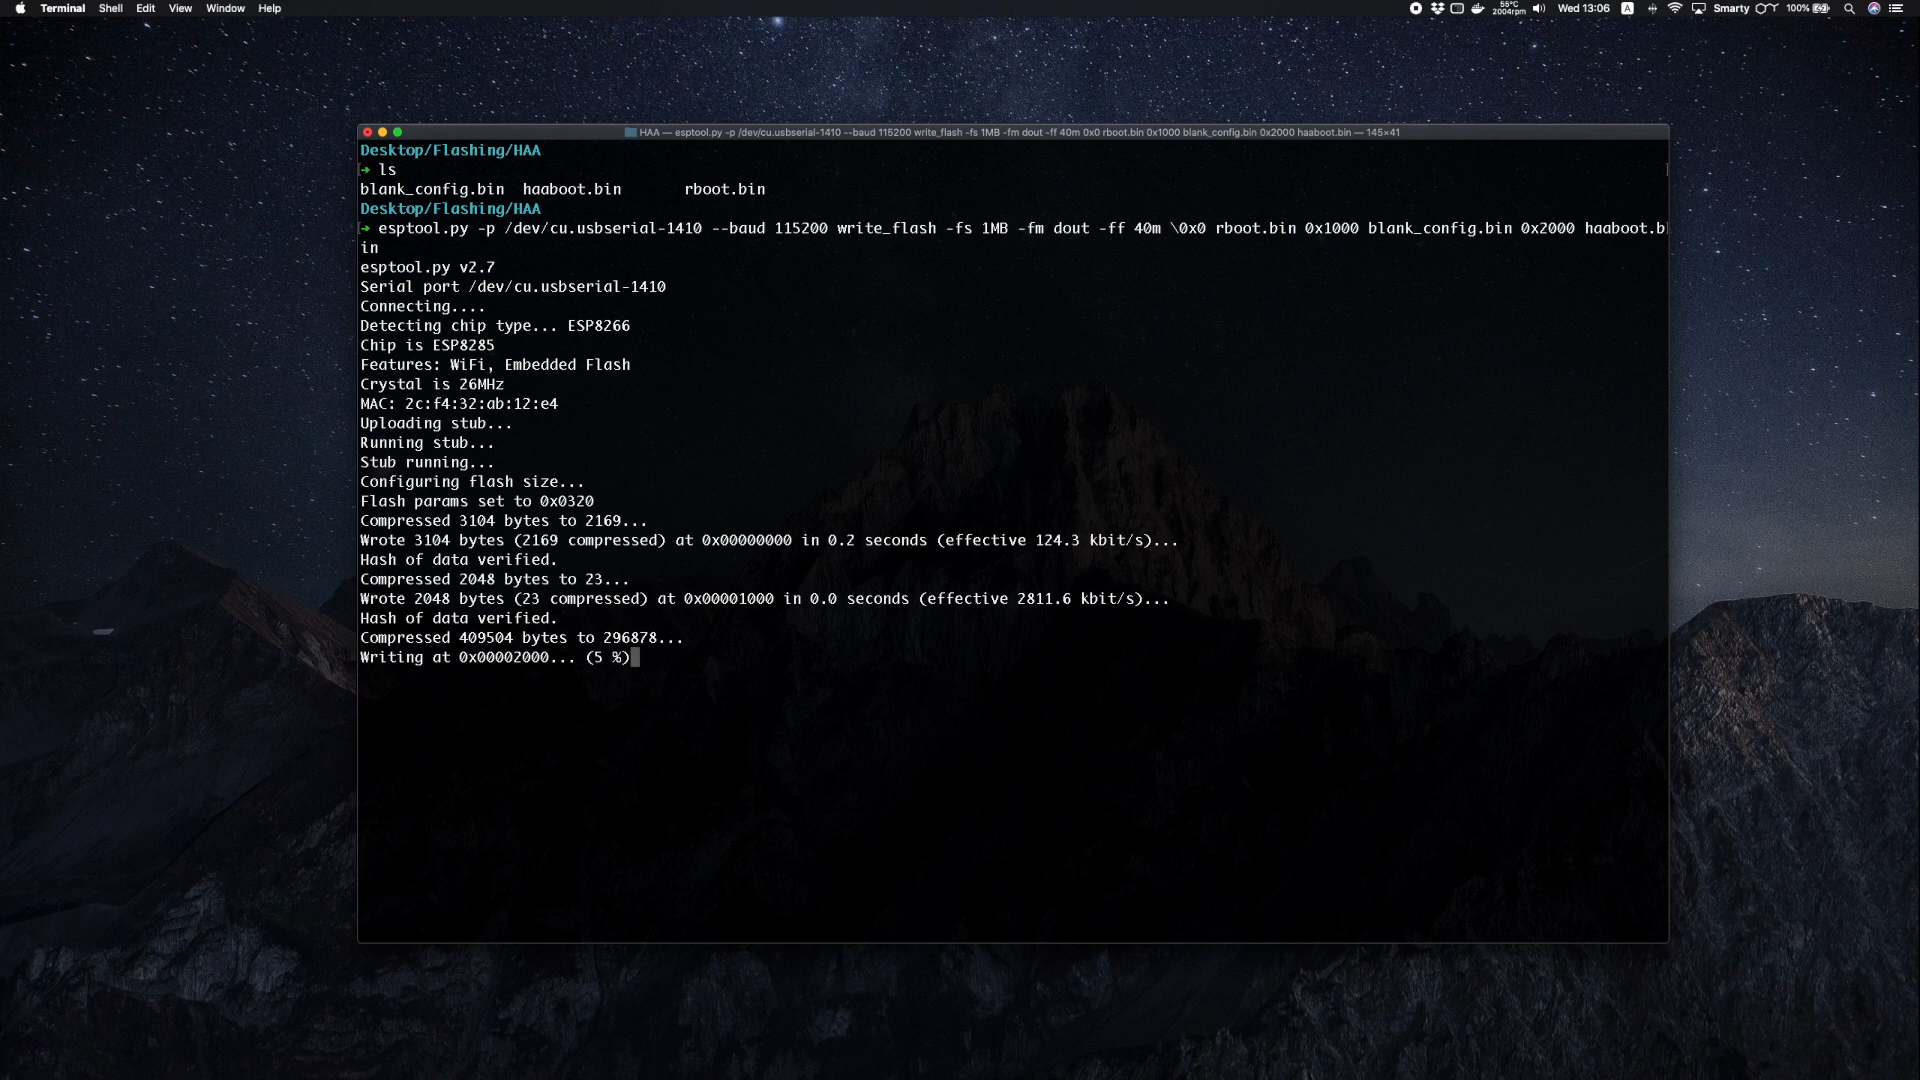 Terminal Shell Edit View Window Help
55°C
2004rpm
Wed 13:06 A Smarty 100%
HAA — esptool.py -p /dev/cu.usbserial-1410 --baud 115200 write_flash -fs 1MB -fm dout -ff 40m 0x0 rboot.bin 0x1000 blank_config.bin 0x2000 haaboot.bin — 145×41
Desktop/Flashing/HAA
➜ ls
blank_config.bin haaboot.bin rboot.bin
Desktop/Flashing/HAA
➜ esptool.py -p /dev/cu.usbserial-1410 --baud 115200 write_flash -fs 1MB -fm dout -ff 40m \0x0 rboot.bin 0x1000 blank_config.bin 0x2000 haaboot.b
in
esptool.py v2.7
Serial port /dev/cu.usbserial-1410
Connecting....
Detecting chip type... ESP8266
Chip is ESP8285
Features: WiFi, Embedded Flash
Crystal is 26MHz
MAC: 2c:f4:32:ab:12:e4
Uploading stub...
Running stub...
Stub running...
Configuring flash size...
Flash params set to 0x0320
Compressed 3104 bytes to 2169...
Wrote 3104 bytes (2169 compressed) at 0x00000000 in 0.2 seconds (effective 124.3 kbit/s)...
Hash of data verified.
Compressed 2048 bytes to 23...
Wrote 2048 bytes (23 compressed) at 0x00001000 in 0.0 seconds (effective 2811.6 kbit/s)...
Hash of data verified.
Compressed 409504 bytes to 296878...
Writing at 0x00002000... (5 %)